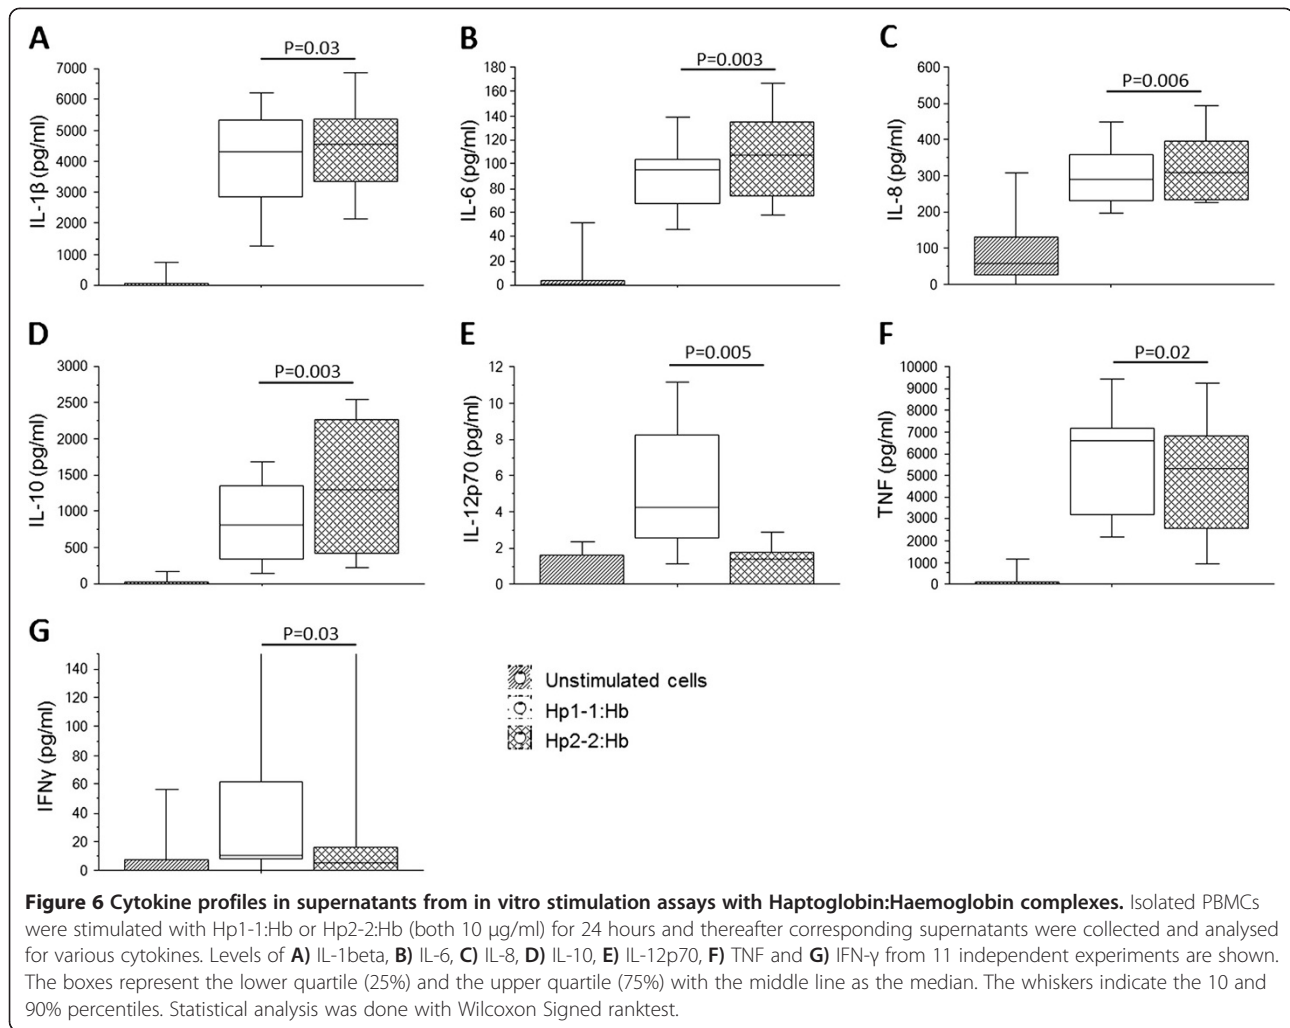 A
P=0.03
7000
6000
5000
4000
3000
2000
1000
0
IL-1β (pg/ml)
B
P=0.003
180
160
140
120
100
80
60
40
20
0
IL-6 (pg/ml)
C
P=0.006
600
500
400
300
200
100
0
IL-8 (pg/ml)
D
P=0.003
3000
2500
2000
1500
1000
500
0
IL-10 (pg/ml)
E
P=0.005
12
10
8
6
4
2
0
IL-12p70 (pg/ml)
F
P=0.02
10000
9000
8000
7000
6000
5000
4000
3000
2000
1000
0
TNF (pg/ml)
G
P=0.03
140
120
100
80
60
40
20
0
IFNγ (pg/ml)
Unstimulated cells
Hp1-1:Hb
Hp2-2:Hb
Figure 6 Cytokine profiles in supernatants from in vitro stimulation assays with Haptoglobin:Haemoglobin complexes. Isolated PBMCs
were stimulated with Hp1-1:Hb or Hp2-2:Hb (both 10 μg/ml) for 24 hours and thereafter corresponding supernatants were collected and analysed
for various cytokines. Levels of A) IL-1beta, B) IL-6, C) IL-8, D) IL-10, E) IL-12p70, F) TNF and G) IFN-γ from 11 independent experiments are shown.
The boxes represent the lower quartile (25%) and the upper quartile (75%) with the middle line as the median. The whiskers indicate the 10 and
90% percentiles. Statistical analysis was done with Wilcoxon Signed ranktest.